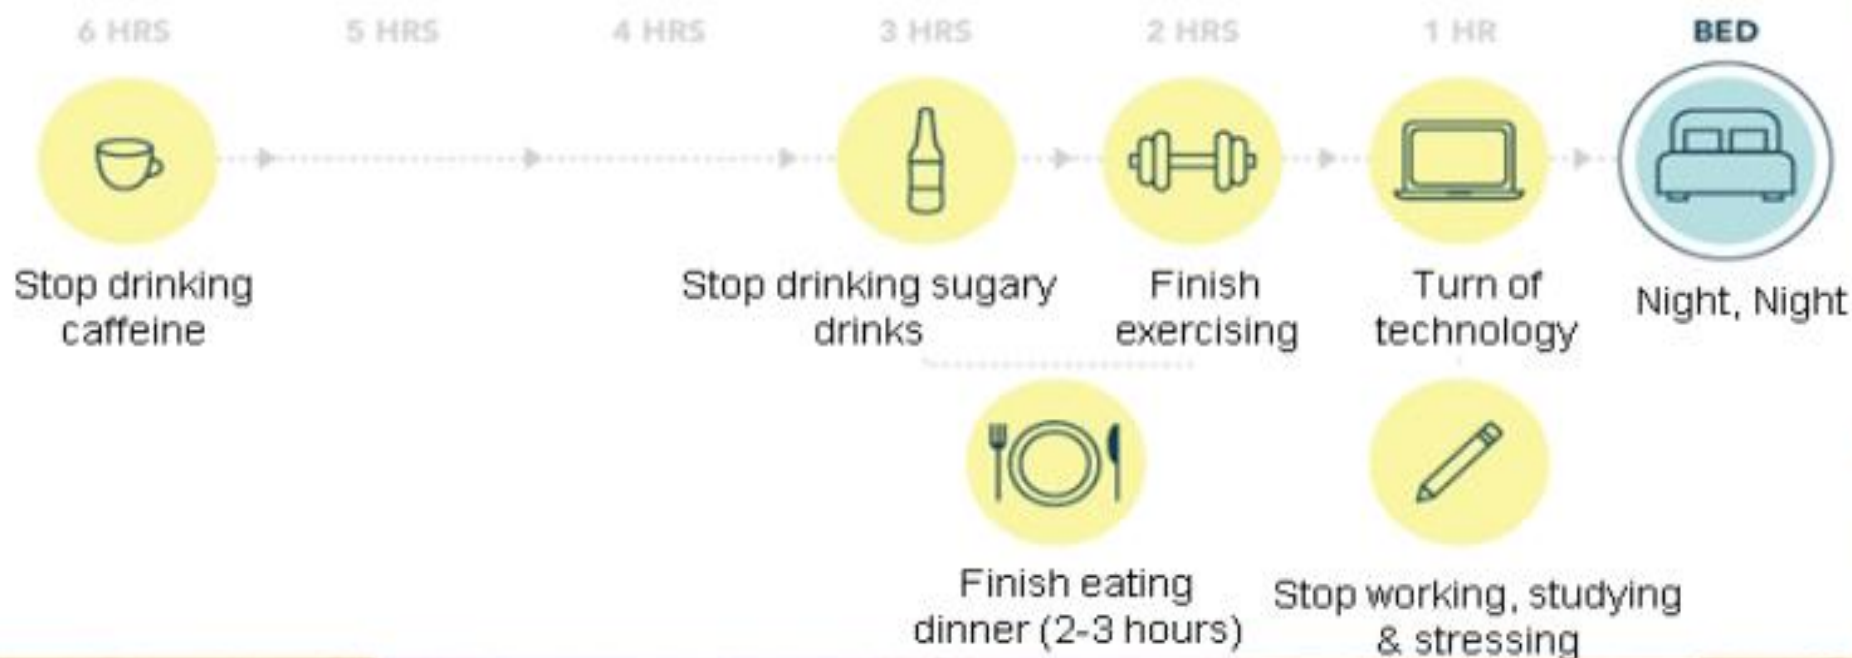 6 HRS 5 HRS 4 HRS 3 HRS 2 HRS 1 HR BED
Stop drinking
caffeine
Stop drinking sugary
drinks
Finish
exercising
Turn of
technology
Night, Night
Finish eating
dinner (2-3 hours)
Stop working, studying
& stressing